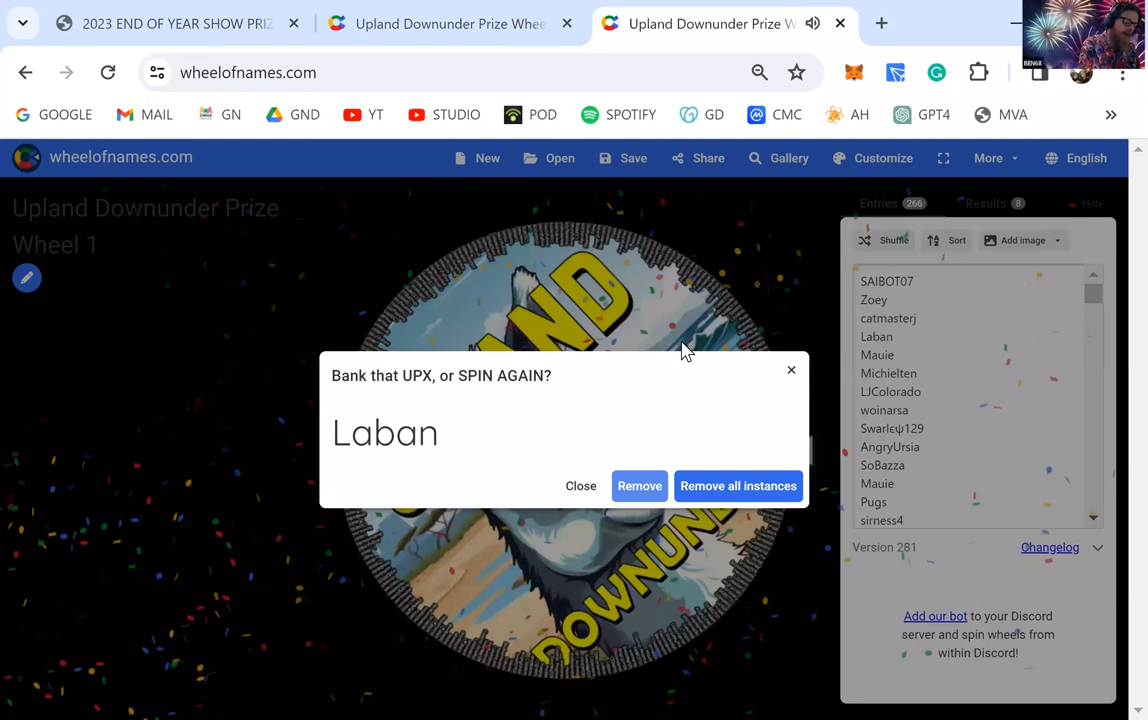 2023 END OF YEAR SHOW PRIZ
Upland Downunder Prize Whee
Upland Downunder Prize W
BEN68
wheelofnames.com
GOOGLE
MAIL
GN
GND
YT
STUDIO
POD
SPOTIFY
GD
CMC
AH
GPT4
MVA
wheelofnames.com
New
Open
Save
Share
Gallery
Customize
More
English
Upland Downunder Prize
Wheel 1
Entries 266
Results 8
Hide
Shuffle
Sort
Add image
SAIBOT07
Zoey
catmasterj
Laban
Mauie
Michielten
LJColorado
woinarsa
Swarlεψ129
AngryUrsia
SoBazza
Mauie
Pugs
sirness4
AND
DOWNUND
Bank that UPX, or SPIN AGAIN?
Laban
Close
Remove
Remove all instances
Version 281
Changelog
Add our bot to your Discord
server and spin wheels from
within Discord!